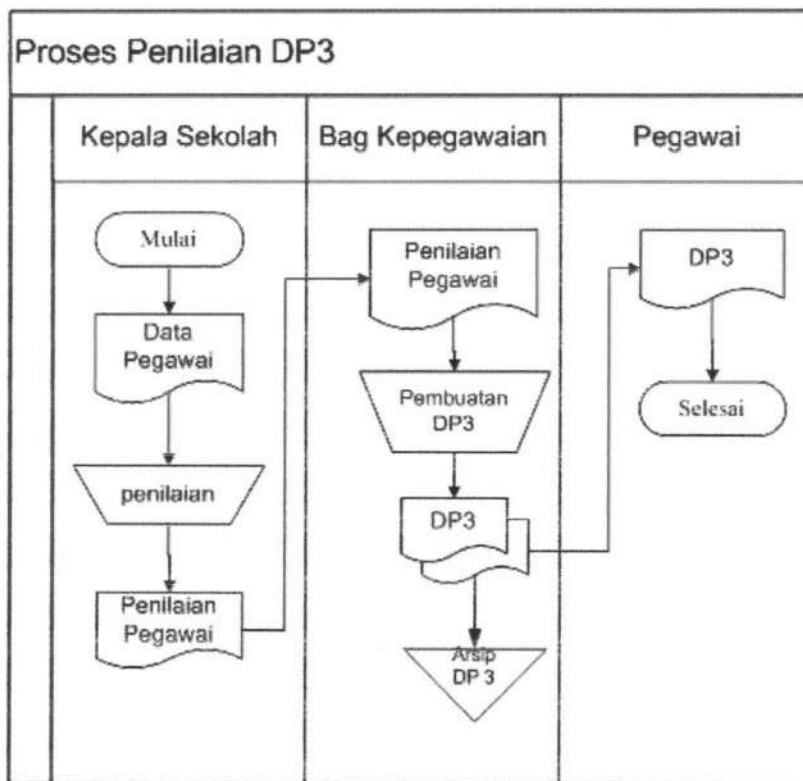 Proses Penilaian DP3
Kepala Sekolah
Bag Kepegawaian
Pegawai
Mulai
Data
Pegawai
penilaian
Penilaian
Pegawai
Penilaian
Pegawai
Pembuatan
DP3
DP3
Arsip
DP 3
DP3
Selesai